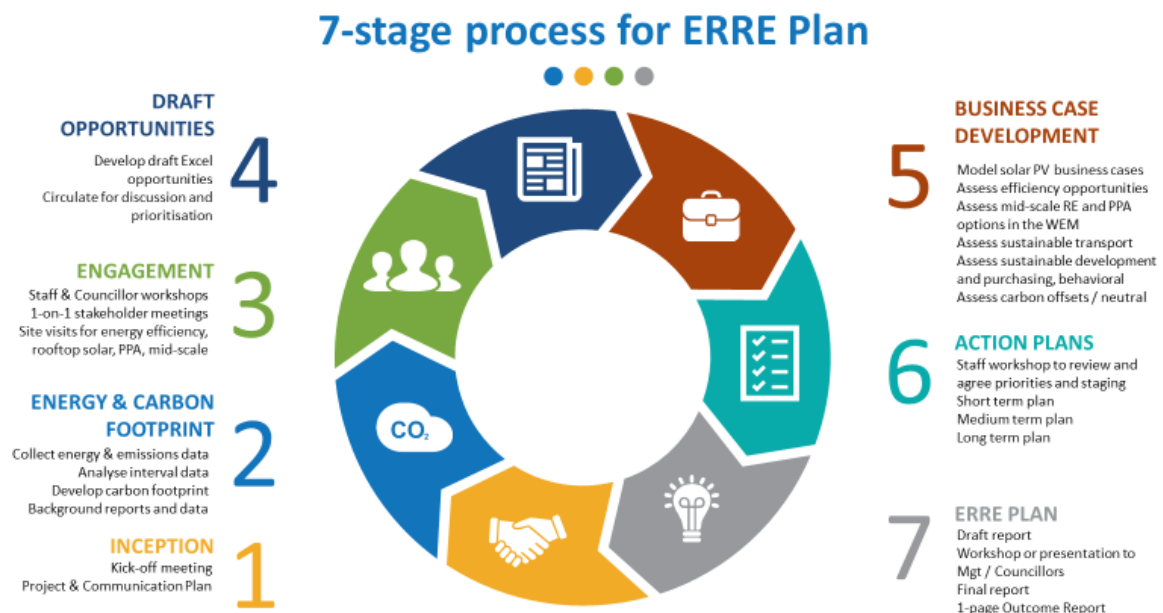 7-stage process for ERRE Plan
DRAFT
OPPORTUNITIES
4
Develop draft Excel
opportunities
Circulate for discussion and
prioritisation
ENGAGEMENT
3
Staff & Councillor workshops
1-on-1 stakeholder meetings
Site visits for energy efficiency,
rooftop solar, PPA, mid-scale
ENERGY & CARBON
FOOTPRINT
2
Collect energy & emissions data
Analyse interval data
Develop carbon footprint
Background reports and data
INCEPTION
1
Kick-off meeting
Project & Communication Plan
CO₂
BUSINESS CASE
DEVELOPMENT
5
Model solar PV business cases
Assess efficiency opportunities
Assess mid-scale RE and PPA
options in the WEM
Assess sustainable transport
Assess sustainable development
and purchasing, behavioral
Assess carbon offsets / neutral
ACTION PLANS
6
Staff workshop to review and
agree priorities and staging
Short term plan
Medium term plan
Long term plan
ERRE PLAN
7
Draft report
Workshop or presentation to
Mgt / Councillors
Final report
1-page Outcome Report